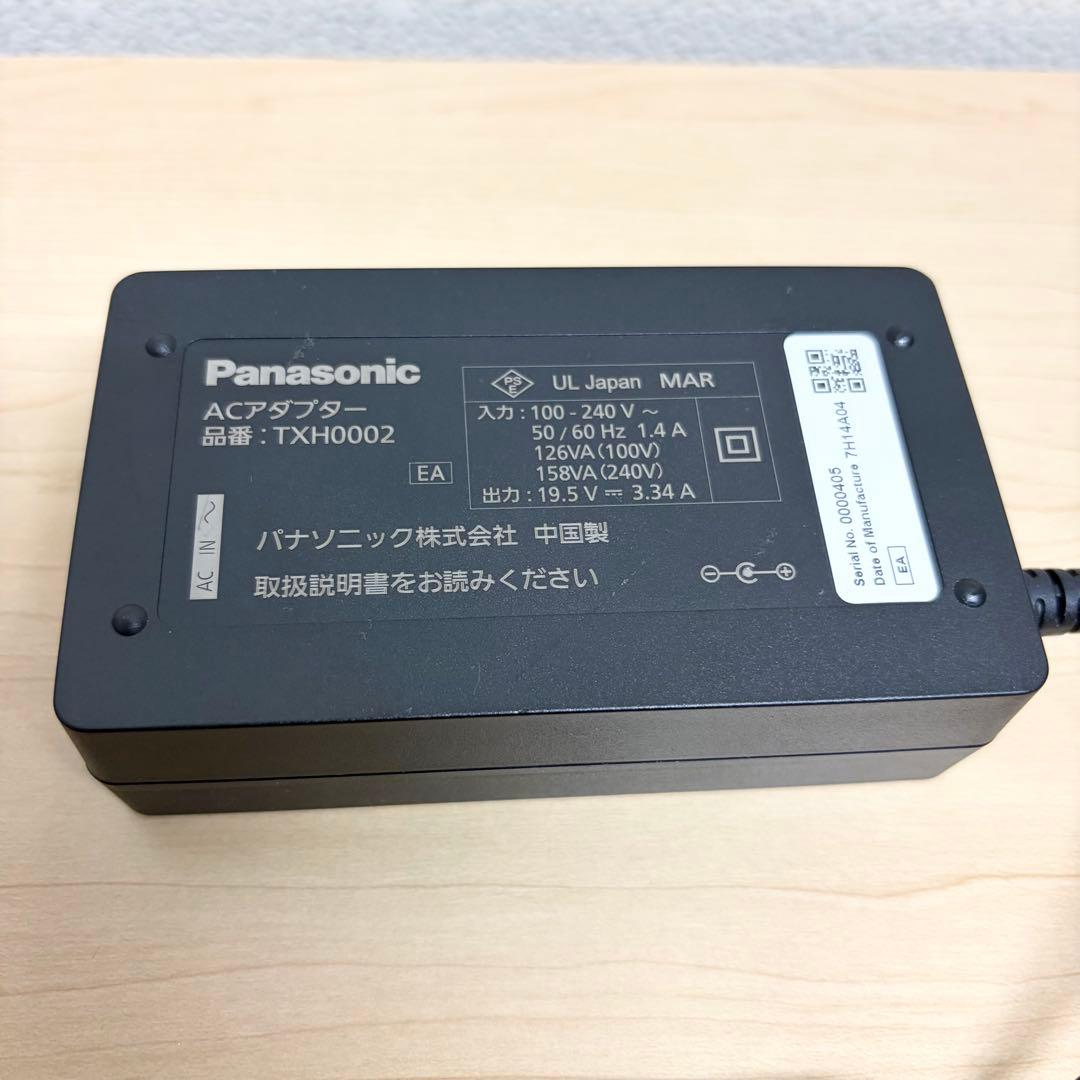 Panasonic
ACアダプター
品番 : TXH0002
EA
PS
E
UL Japan MAR
入力 : 100 - 240 V ～
50 / 60 Hz 1.4 A
126VA (100V)
158VA (240V)
出力 : 19.5 V ⎓ 3.34 A
AC IN ～
パナソニック株式会社 中国製
取扱説明書をお読みください
Serial No. 0000405
Date of Manufacture 7H14A04
EA